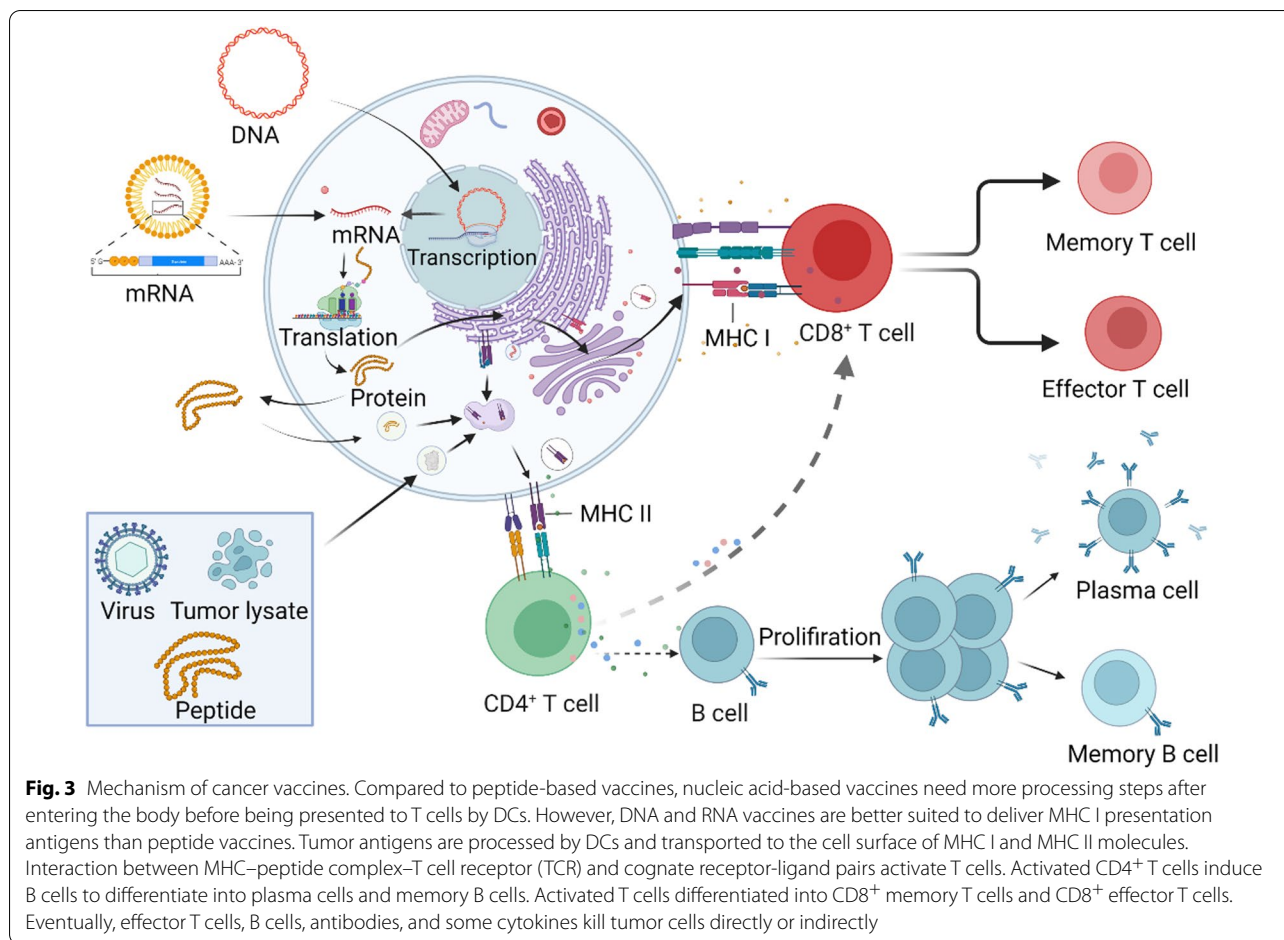 DNA
mRNA
Transcription
5' G
AAA-3'
mRNA
Translation
Protein
MHC I
CD8⁺ T cell
Memory T cell
Effector T cell
MHC II
Virus
Tumor lysate
Peptide
CD4⁺ T cell
B cell
Prolifiration
Plasma cell
Memory B cell
Fig. 3 Mechanism of cancer vaccines. Compared to peptide-based vaccines, nucleic acid-based vaccines need more processing steps after
entering the body before being presented to T cells by DCs. However, DNA and RNA vaccines are better suited to deliver MHC I presentation
antigens than peptide vaccines. Tumor antigens are processed by DCs and transported to the cell surface of MHC I and MHC II molecules.
Interaction between MHC–peptide complex–T cell receptor (TCR) and cognate receptor-ligand pairs activate T cells. Activated CD4⁺ T cells induce
B cells to differentiate into plasma cells and memory B cells. Activated T cells differentiated into CD8⁺ memory T cells and CD8⁺ effector T cells.
Eventually, effector T cells, B cells, antibodies, and some cytokines kill tumor cells directly or indirectly